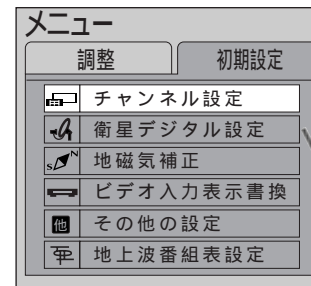 メニュー
調整 初期設定
チャンネル設定
衛星デジタル設定
S N 地磁気補正
ビデオ入力表示書換
他 その他の設定
地上波番組表設定